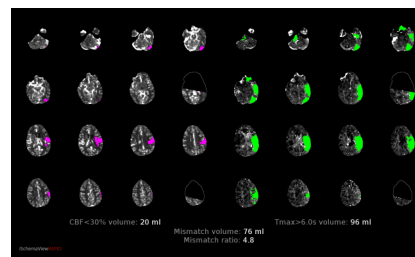 CBF<30% volume: 20 ml
Tmax>6.0s volume: 96 ml
Mismatch volume: 76 ml
Mismatch ratio: 4.8
iSchemaView